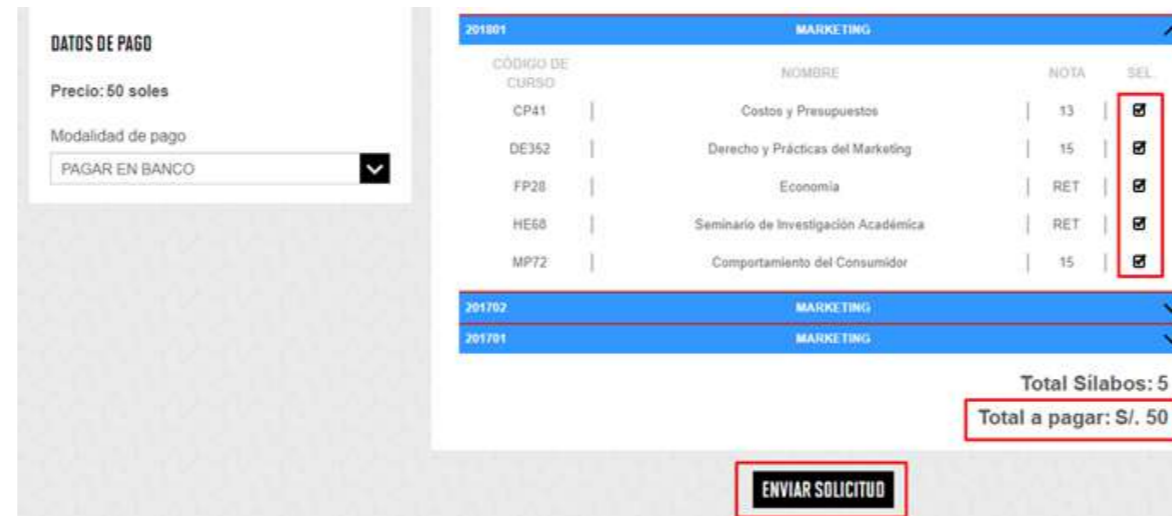 DATOS DE PAGO
Precio: 50 soles
Modalidad de pago
PAGAR EN BANCO
201801 MARKETING
CÓDIGO DE CURSO NOMBRE NOTA SEL.
CP41 | Costos y Presupuestos | 13 |
DE352 | Derecho y Prácticas del Marketing | 15 |
FP28 | Economía | RET |
HE68 | Seminario de Investigación Académica | RET |
MP72 | Comportamiento del Consumidor | 15 |
201702 MARKETING
201701 MARKETING
Total Sílabos: 5
Total a pagar: S/. 50
ENVIAR SOLICITUD